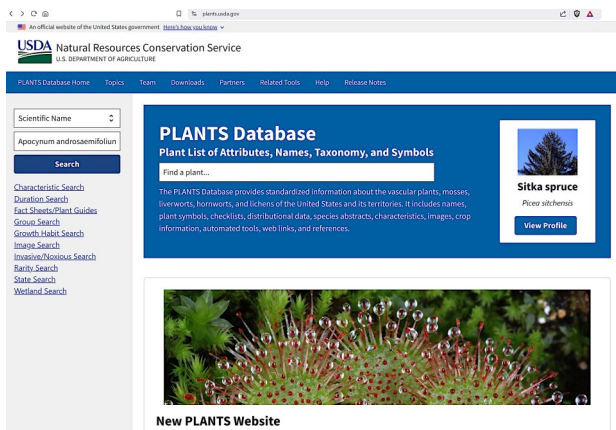 plants.usda.gov
An official website of the United States government Here's how you know
USDA Natural Resources Conservation Service
U.S. DEPARTMENT OF AGRICULTURE
PLANTS Database Home Topics Team Downloads Partners Related Tools Help Release Notes
Scientific Name
Apocynum androsaemifoliun
Search
Characteristic Search
Duration Search
Fact Sheets/Plant Guides
Group Search
Growth Habit Search
Image Search
Invasive/Noxious Search
Rarity Search
State Search
Wetland Search
PLANTS Database
Plant List of Attributes, Names, Taxonomy, and Symbols
Find a plant...
The PLANTS Database provides standardized information about the vascular plants, mosses,
liverworts, hornworts, and lichens of the United States and its territories. It includes names,
plant symbols, checklists, distributional data, species abstracts, characteristics, images, crop
information, automated tools, web links, and references.
Sitka spruce
Picea sitchensis
View Profile
New PLANTS Website